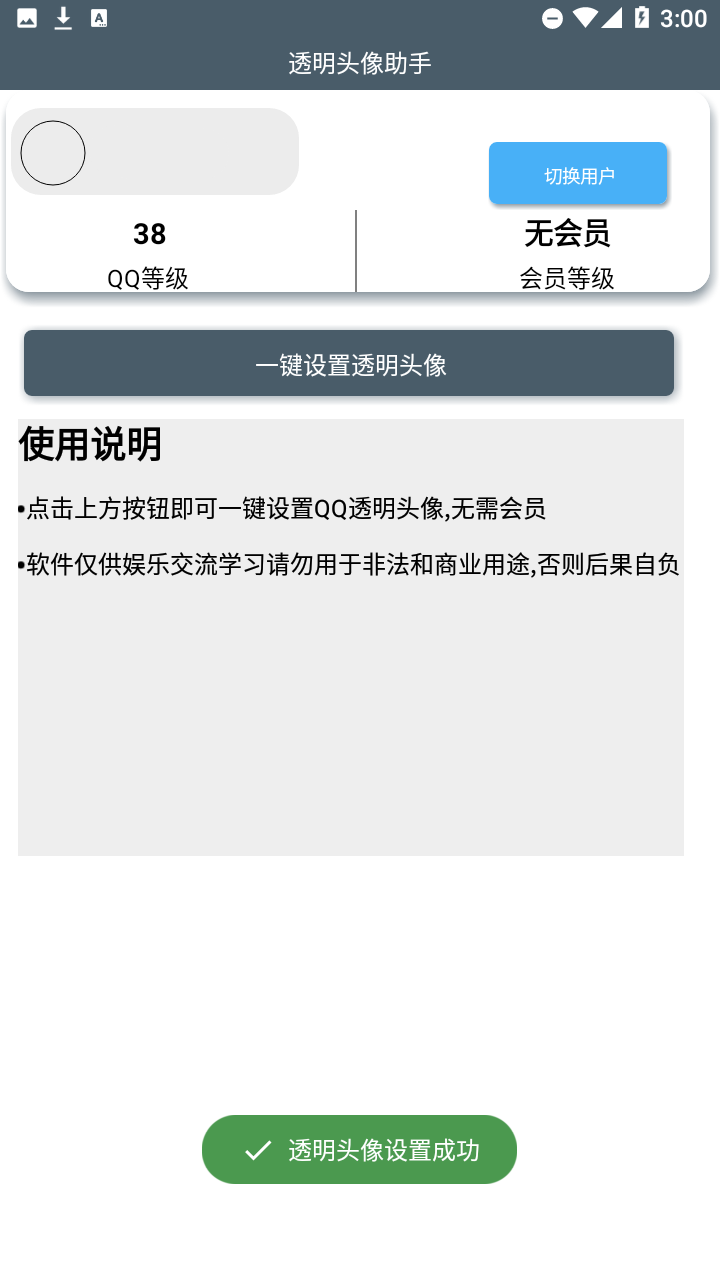 3:00
透明头像助手
切换用户
38
无会员
QQ等级
会员等级
一键设置透明头像
使用说明
•点击上方按钮即可一键设置QQ透明头像,无需会员
•软件仅供娱乐交流学习请勿用于非法和商业用途,否则后果自负
透明头像设置成功